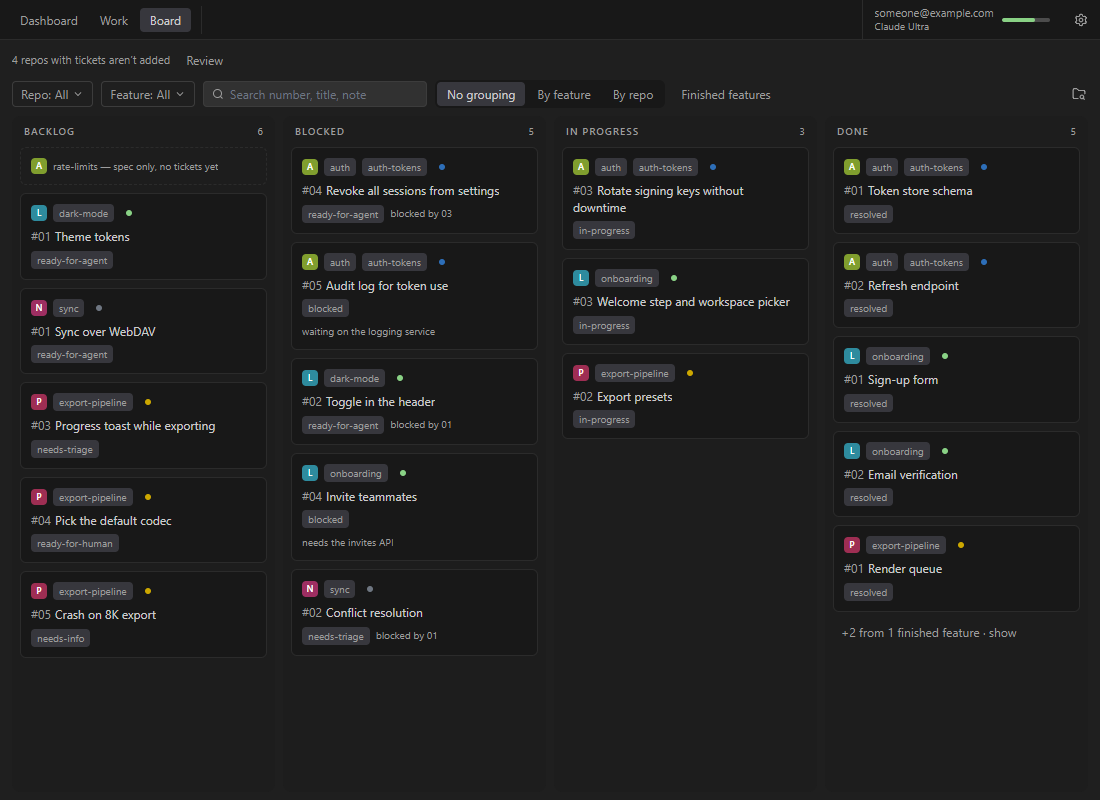 Dashboard Work Board
someone@example.com
Claude Ultra
4 repos with tickets aren't added Review
Repo: All Feature: All Search number, title, note No grouping By feature By repo Finished features
BACKLOG 6
A rate-limits — spec only, no tickets yet
L dark-mode
#01 Theme tokens
ready-for-agent
N sync
#01 Sync over WebDAV
ready-for-agent
P export-pipeline
#03 Progress toast while exporting
needs-triage
P export-pipeline
#04 Pick the default codec
ready-for-human
P export-pipeline
#05 Crash on 8K export
needs-info
BLOCKED 5
A auth auth-tokens
#04 Revoke all sessions from settings
ready-for-agent blocked by 03
A auth auth-tokens
#05 Audit log for token use
blocked
waiting on the logging service
L dark-mode
#02 Toggle in the header
ready-for-agent blocked by 01
L onboarding
#04 Invite teammates
blocked
needs the invites API
N sync
#02 Conflict resolution
needs-triage blocked by 01
IN PROGRESS 3
A auth auth-tokens
#03 Rotate signing keys without
downtime
in-progress
L onboarding
#03 Welcome step and workspace picker
in-progress
P export-pipeline
#02 Export presets
in-progress
DONE 5
A auth auth-tokens
#01 Token store schema
resolved
A auth auth-tokens
#02 Refresh endpoint
resolved
L onboarding
#01 Sign-up form
resolved
L onboarding
#02 Email verification
resolved
P export-pipeline
#01 Render queue
resolved
+2 from 1 finished feature · show